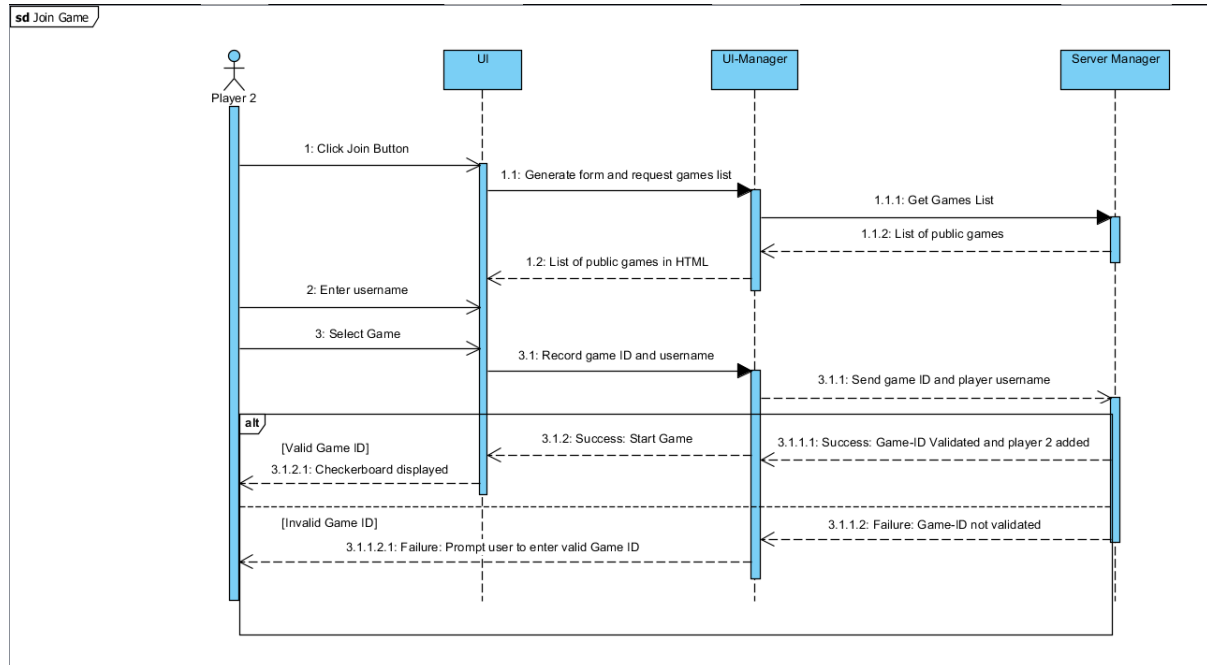 sd Join Game
Player 2
UI
UI-Manager
Server Manager
1: Click Join Button
1.1: Generate form and request games list
1.1.1: Get Games List
1.1.2: List of public games
1.2: List of public games in HTML
2: Enter username
3: Select Game
3.1: Record game ID and username
3.1.1: Send game ID and player username
alt
[Valid Game ID]
3.1.2: Success: Start Game
3.1.1.1: Success: Game-ID Validated and player 2 added
3.1.2.1: Checkerboard displayed
[Invalid Game ID]
3.1.1.2: Failure: Game-ID not validated
3.1.1.2.1: Failure: Prompt user to enter valid Game ID